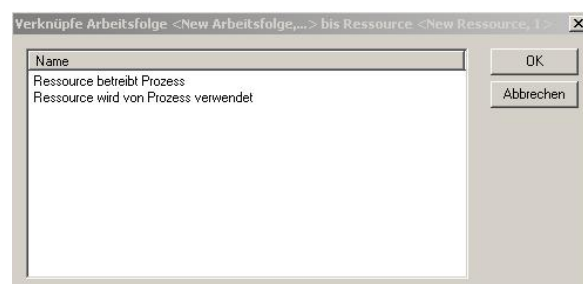 Verknüpfe Arbeitsfolge <New Arbeitsfolge,...> bis Ressource <New Ressource, 1>
Name
OK
Ressource betreibt Prozess
Ressource wird von Prozess verwendet
Abbrechen